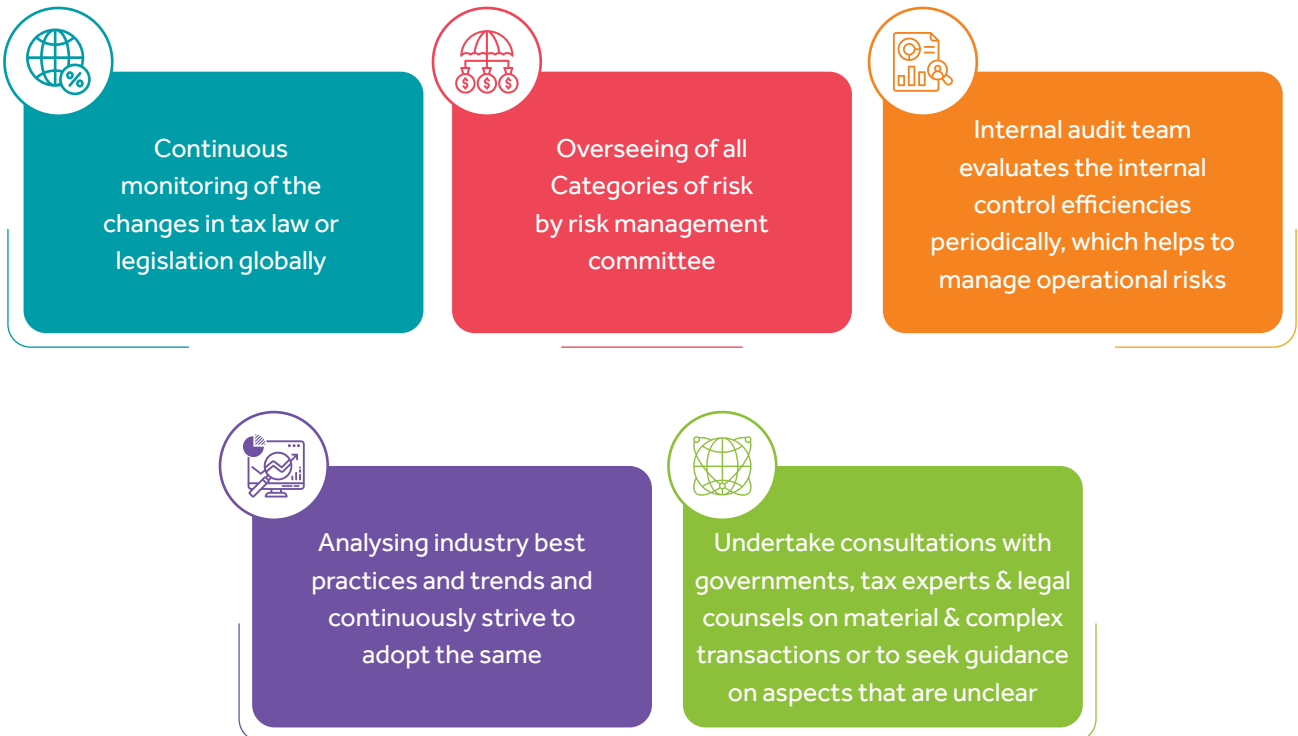 %
Continuous
monitoring of the
changes in tax law or
legislation globally
$ $ $
Overseeing of all
Categories of risk
by risk management
committee
Internal audit team
evaluates the internal
control efficiencies
periodically, which helps to
manage operational risks
Analysing industry best
practices and trends and
continuously strive to
adopt the same
Undertake consultations with
governments, tax experts & legal
counsels on material & complex
transactions or to seek guidance
on aspects that are unclear